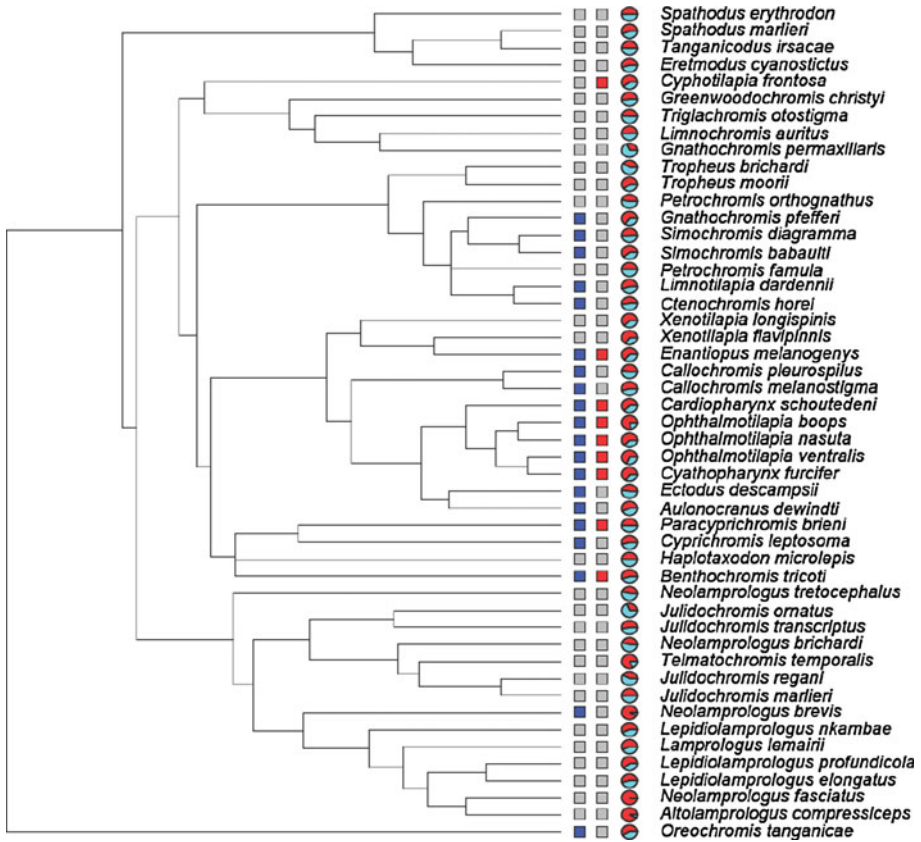 Spathodus erythrodon
Spathodus marlieri
Tanganicodus irsacae
Eretmodus cyanostictus
Cyphotilapia frontosa
Greenwoodochromis christyi
Triglachromis otostigma
Limnochromis auritus
Gnathochromis permaxillaris
Tropheus brichardi
Tropheus moorii
Petrochromis orthognathus
Gnathochromis pfefferi
Simochromis diagramma
Simochromis babaulti
Petrochromis famula
Limnotilapia dardennii
Ctenochromis horei
Xenotilapia longispinis
Xenotilapia flavipinnis
Enantiopus melanogenys
Callochromis pleurospilus
Callochromis melanostigma
Cardiopharynx schoutedeni
Ophthalmotilapia boops
Ophthalmotilapia nasuta
Ophthalmotilapia ventralis
Cyathopharynx furcifer
Ectodus descampsii
Aulonocranus dewindti
Paracyprichromis brieni
Cyprichromis leptosoma
Haplotaxodon microlepis
Benthochromis tricoti
Neolamprologus tretocephalus
Julidochromis ornatus
Julidochromis transcriptus
Neolamprologus brichardi
Telmatochromis temporalis
Julidochromis regani
Julidochromis marlieri
Neolamprologus brevis
Lepidiolamprologus nkambae
Lamprologus lemairii
Lepidiolamprologus profundicola
Lepidiolamprologus elongatus
Neolamprologus fasciatus
Altolamprologus compressiceps
Oreochromis tanganicae